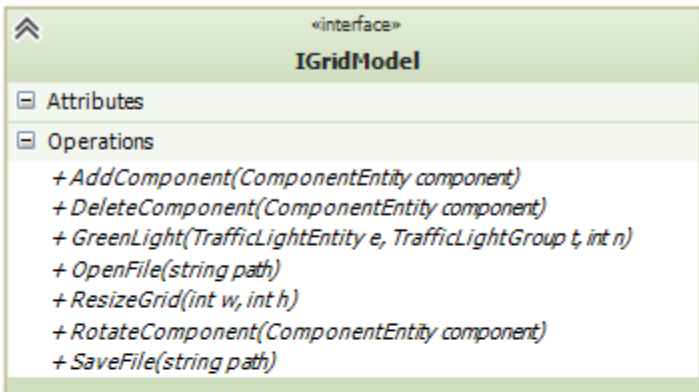 «interface»
IGridModel
Attributes
Operations
+ AddComponent(ComponentEntity component)
+ DeleteComponent(ComponentEntity component)
+ GreenLight(TrafficLightEntity e, TrafficLightGroup t, int n)
+ OpenFile(string path)
+ ResizeGrid(int w, int h)
+ RotateComponent(ComponentEntity component)
+ SaveFile(string path)